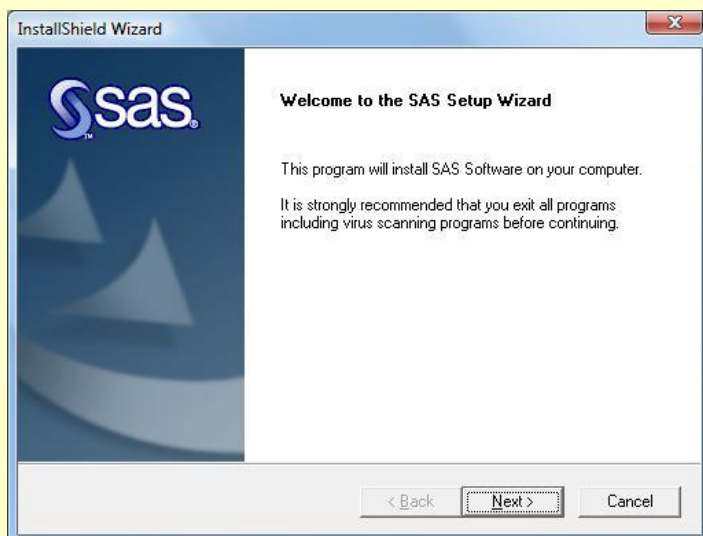 InstallShield Wizard
X
sas
TM
®
Welcome to the SAS Setup Wizard
This program will install SAS Software on your computer.
It is strongly recommended that you exit all programs
including virus scanning programs before continuing.
< Back
Next >
Cancel